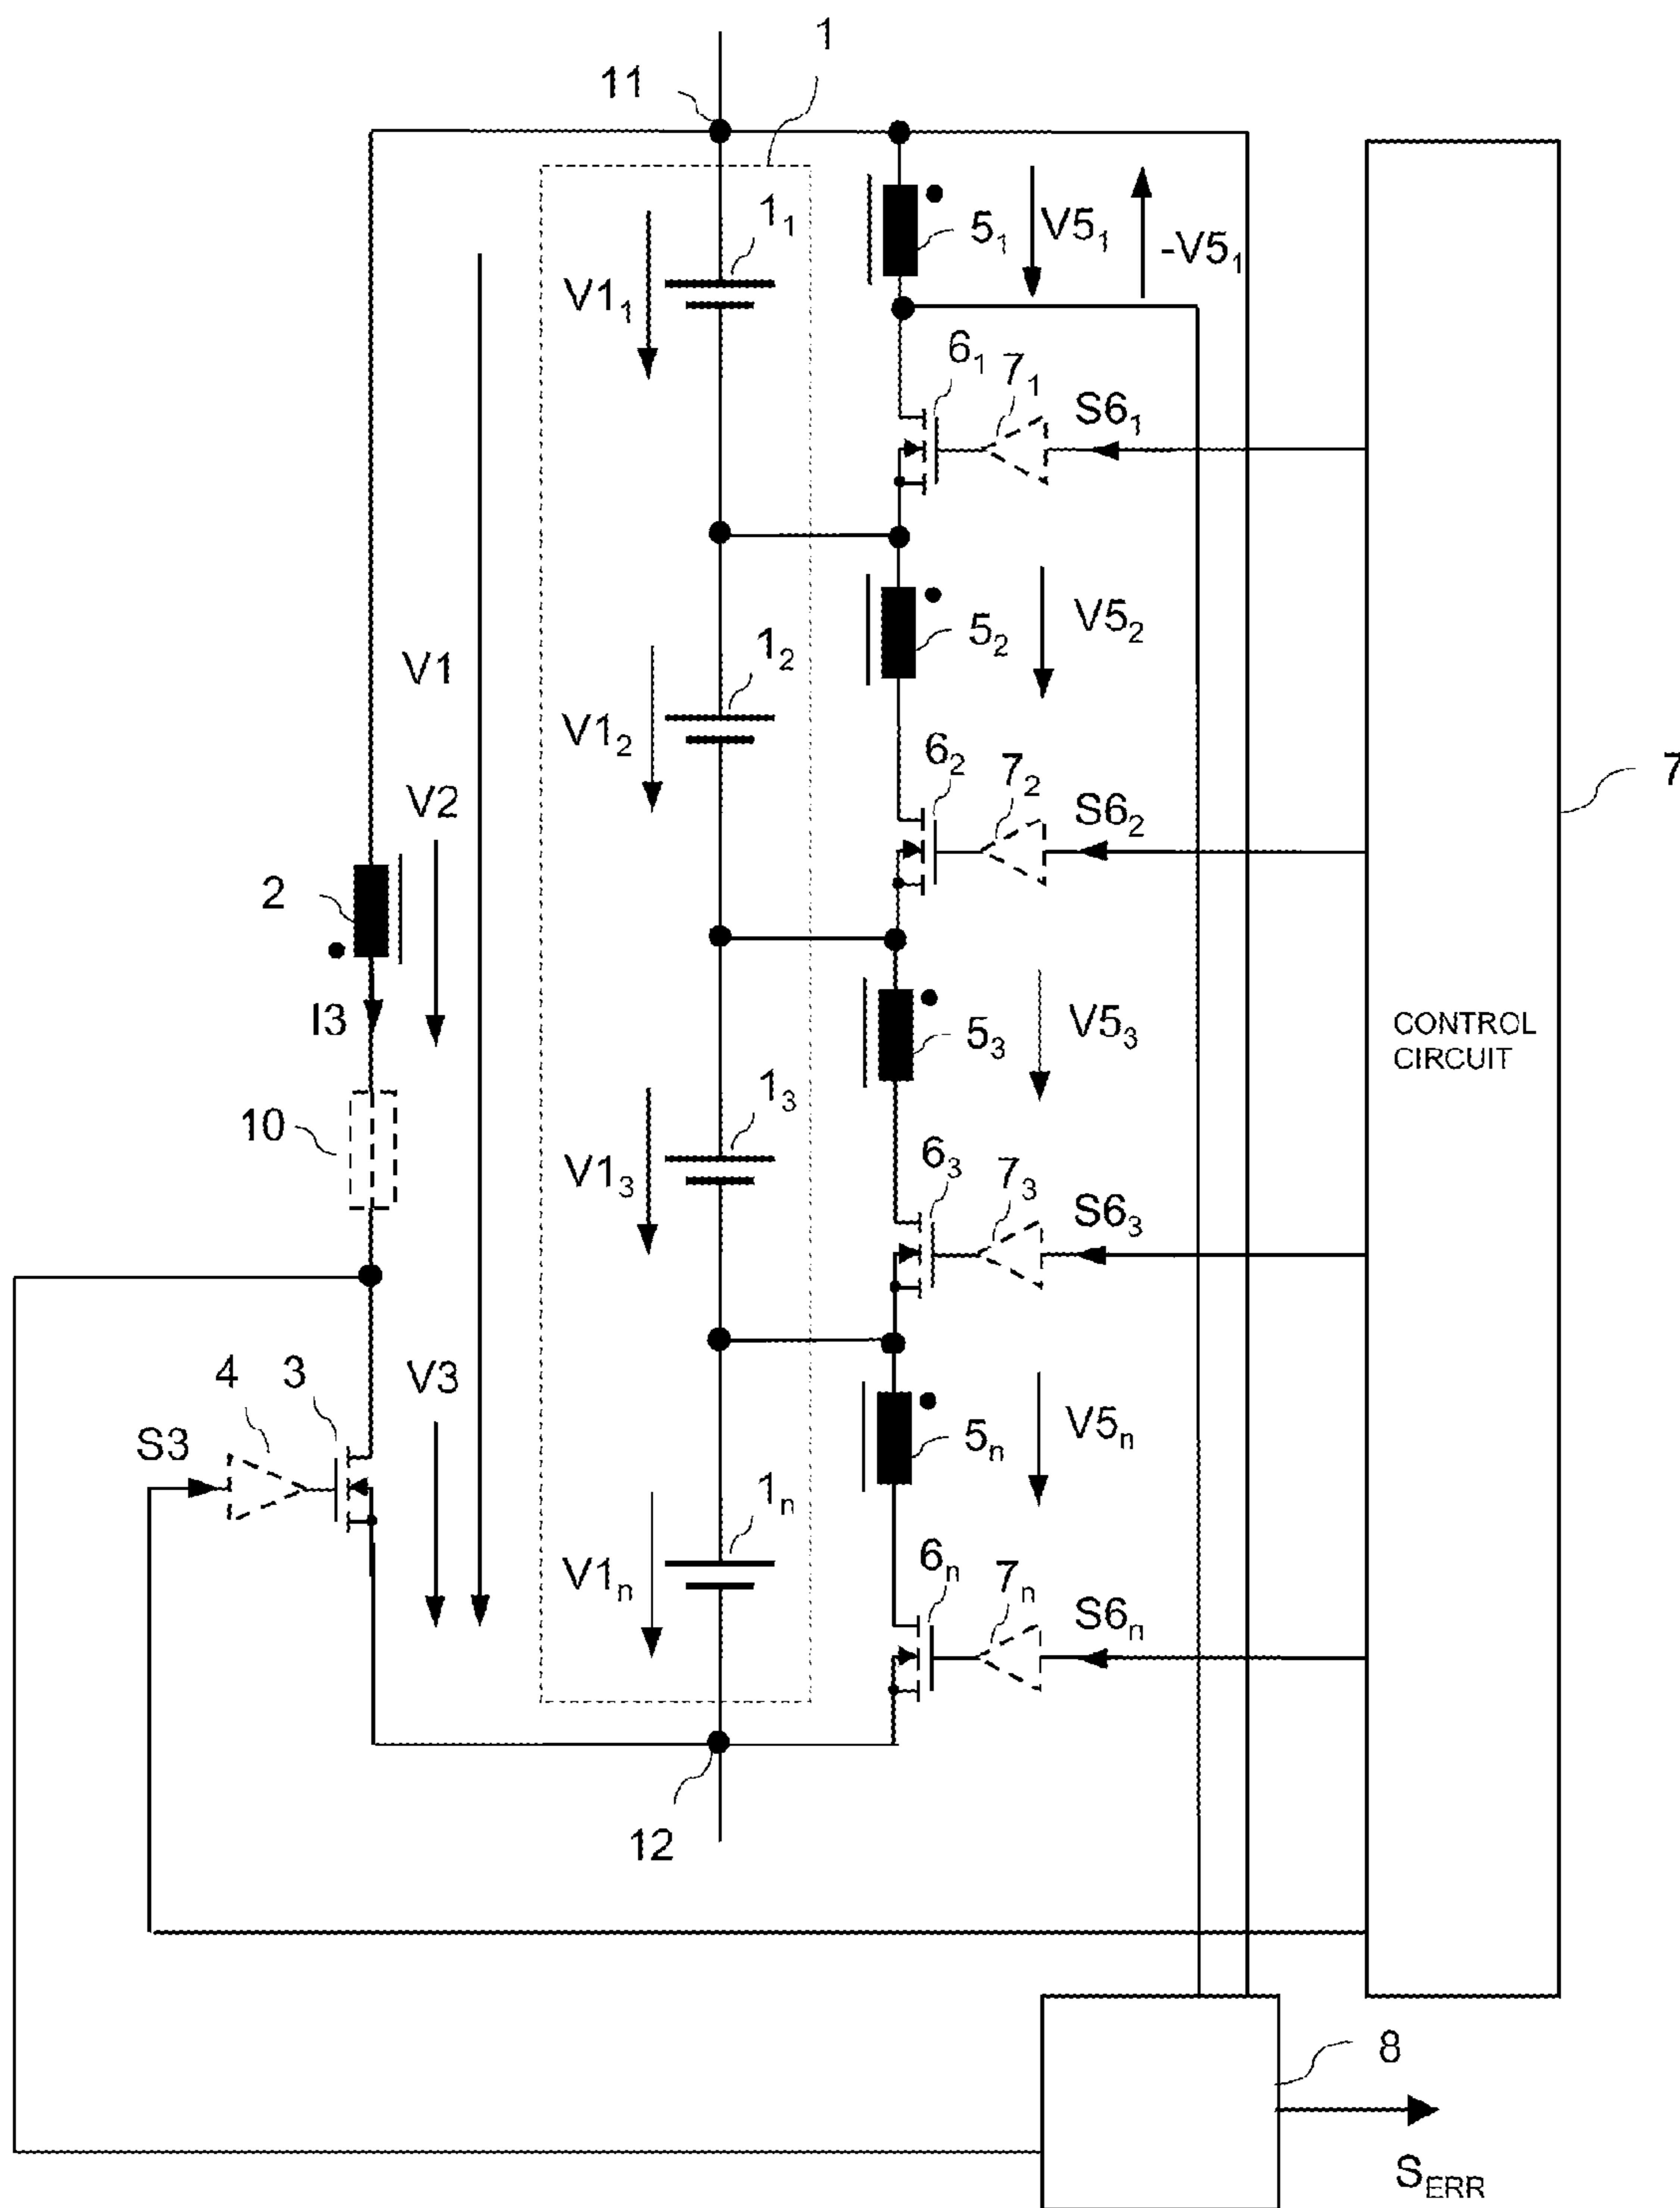 1
11
1₁
5₁
V5₁
-V5₁
V1₁
6₁
7₁
S6₁
1₂
5₂
V5₂
V1
V1₂
6₂
7₂
S6₂
7
V2
2
I3
5₃
V5₃
CONTROL
CIRCUIT
10
1₃
V1₃
6₃
7₃
S6₃
4
3
V3
S3
5ₙ
V5ₙ
1ₙ
V1ₙ
6ₙ
7ₙ
S6ₙ
12
8
S_ERR